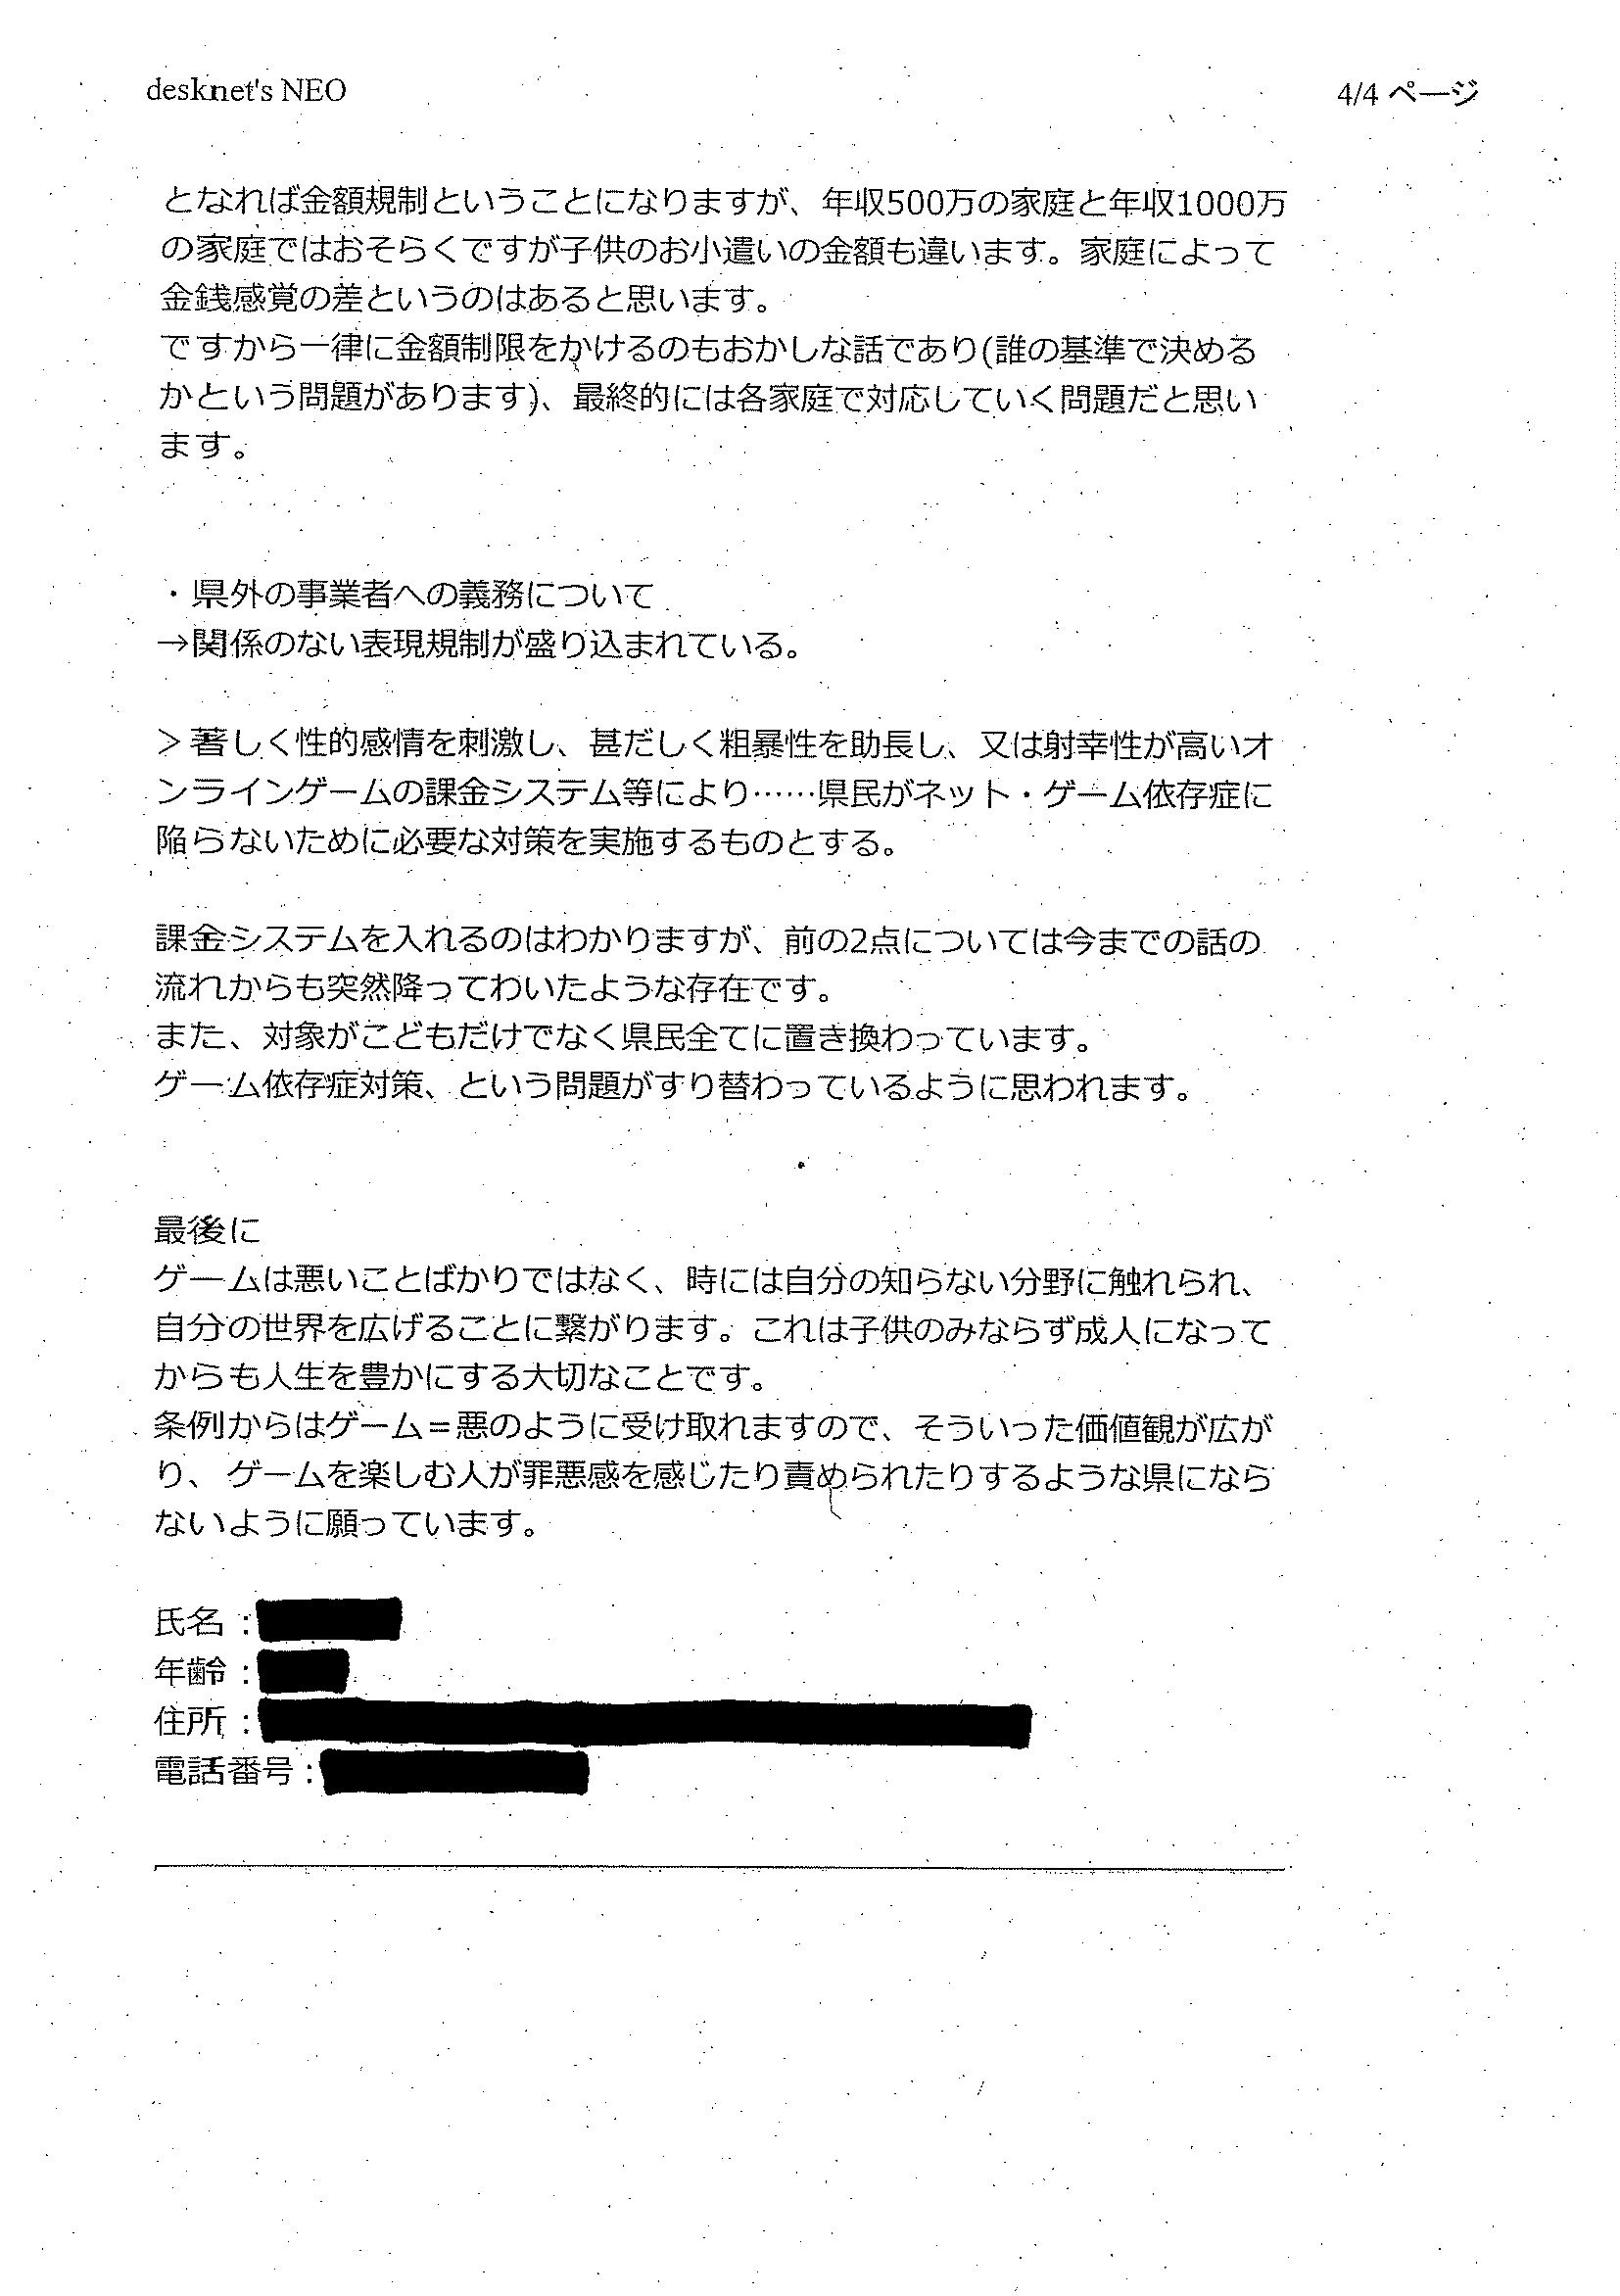 desknet's NEO
4/4 ページ
となれば金額規制ということになりますが、年収500万の家庭と年収1000万
の家庭ではおそらくですが子供のお小遣いの金額も違います。家庭によって
金銭感覚の差というのはあると思います。
ですから一律に金額制限をかけるのもおかしな話であり(誰の基準で決める
かという問題があります)、最終的には各家庭で対応していく問題だと思い
ます。
・県外の事業者への義務について
→関係のない表現規制が盛り込まれている。
＞著しく性的感情を刺激し、甚だしく粗暴性を助長し、又は射幸性が高いオ
ンラインゲームの課金システム等により……県民がネット・ゲーム依存症に
陥らないために必要な対策を実施するものとする。
課金システムを入れるのはわかりますが、前の2点については今までの話の
流れからも突然降ってわいたような存在です。
また、対象がこどもだけでなく県民全てに置き換わっています。
ゲーム依存症対策、という問題がすり替わっているように思われます。
最後に
ゲームは悪いことばかりではなく、時には自分の知らない分野に触れられ、
自分の世界を広げることに繋がります。これは子供のみならず成人になって
からも人生を豊かにする大切なことです。
条例からはゲーム＝悪のように受け取れますので、そういった価値観が広が
り、ゲームを楽しむ人が罪悪感を感じたり責められたりするような県になら
ないように願っています。
氏名：
年齢：
住所：
電話番号：